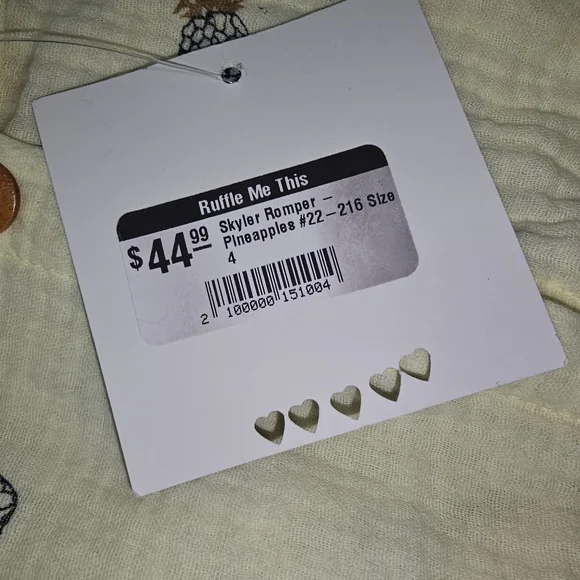 Ruffle Me This
$44.99
Skyler Romper –
Pineapples #22–216 Size
4
2 100000 151004